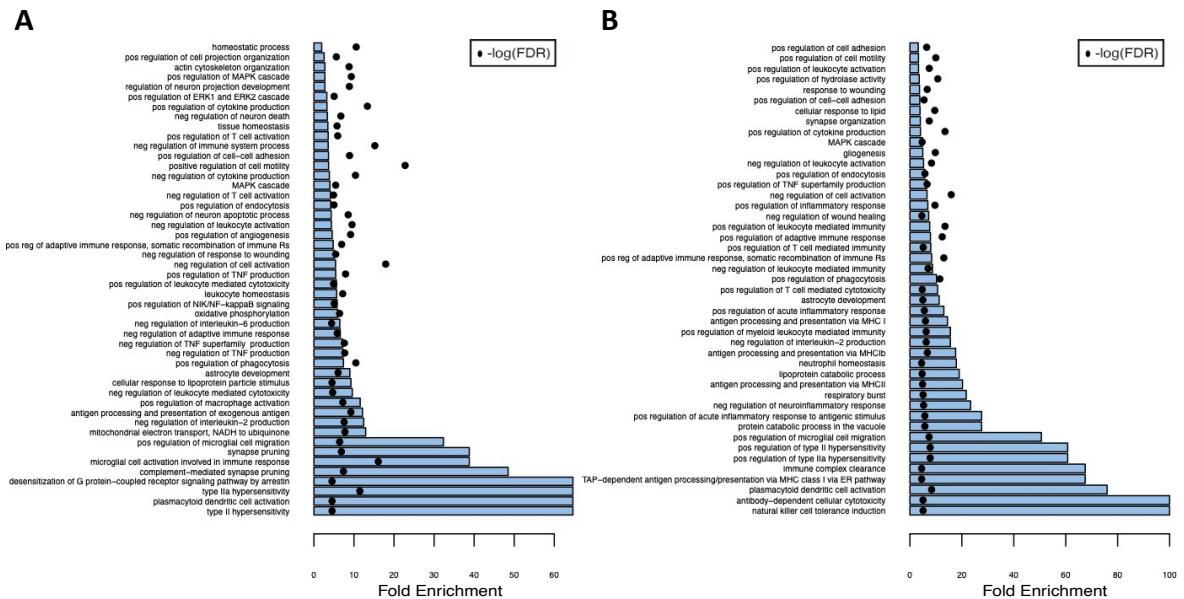 A
-log(FDR)
homeostatic process
pos regulation of cell projection organization
actin cytoskeleton organization
pos regulation of MAPK cascade
regulation of neuron projection development
pos regulation of ERK1 and ERK2 cascade
pos regulation of cytokine production
neg regulation of neuron death
tissue homeostasis
pos regulation of T cell activation
neg regulation of immune system process
pos regulation of cell-cell adhesion
positive regulation of cell motility
neg regulation of cytokine production
MAPK cascade
neg regulation of T cell activation
pos regulation of endocytosis
neg regulation of neuron apoptotic process
neg regulation of leukocyte activation
pos regulation of angiogenesis
pos reg of adaptive immune response, somatic recombination of immune Rs
neg regulation of response to wounding
neg regulation of cell activation
pos regulation of TNF production
pos regulation of leukocyte mediated cytotoxicity
leukocyte homeostasis
pos regulation of NIK/NF-kappaB signaling
oxidative phosphorylation
neg regulation of interleukin-6 production
neg regulation of adaptive immune response
neg regulation of TNF superfamily production
neg regulation of TNF production
pos regulation of phagocytosis
astrocyte development
cellular response to lipoprotein particle stimulus
neg regulation of leukocyte mediated cytotoxicity
pos regulation of macrophage activation
antigen processing and presentation of exogenous antigen
neg regulation of interleukin-2 production
mitochondrial electron transport, NADH to ubiquinone
pos regulation of microglial cell migration
synapse pruning
microglial cell activation involved in immune response
complement-mediated synapse pruning
desensitization of G protein-coupled receptor signaling pathway by arrestin
type IIa hypersensitivity
plasmacytoid dendritic cell activation
type II hypersensitivity
0 10 20 30 40 50 60
Fold Enrichment
B
-log(FDR)
pos regulation of cell adhesion
pos regulation of cell motility
pos regulation of leukocyte activation
pos regulation of hydrolase activity
response to wounding
pos regulation of cell-cell adhesion
cellular response to lipid
synapse organization
pos regulation of cytokine production
MAPK cascade
gliogenesis
neg regulation of leukocyte activation
pos regulation of endocytosis
pos regulation of TNF superfamily production
neg regulation of cell activation
pos regulation of inflammatory response
neg regulation of wound healing
pos regulation of leukocyte mediated immunity
pos regulation of adaptive immune response
pos regulation of T cell mediated immunity
pos reg of adaptive immune response, somatic recombination of immune Rs
neg regulation of leukocyte mediated immunity
pos regulation of phagocytosis
pos regulation of T cell mediated cytotoxicity
astrocyte development
pos regulation of acute inflammatory response
antigen processing and presentation via MHC I
pos regulation of myeloid leukocyte mediated immunity
neg regulation of interleukin-2 production
antigen processing and presentation via MHCIb
neutrophil homeostasis
lipoprotein catabolic process
antigen processing and presentation via MHCII
respiratory burst
neg regulation of neuroinflammatory response
pos regulation of acute inflammatory response to antigenic stimulus
protein catabolic process in the vacuole
pos regulation of microglial cell migration
pos regulation of type II hypersensitivity
pos regulation of type IIa hypersensitivity
immune complex clearance
TAP-dependent antigen processing/presentation via MHC class I via ER pathway
plasmacytoid dendritic cell activation
antibody-dependent cellular cytotoxicity
natural killer cell tolerance induction
0 20 40 60 80 100
Fold Enrichment